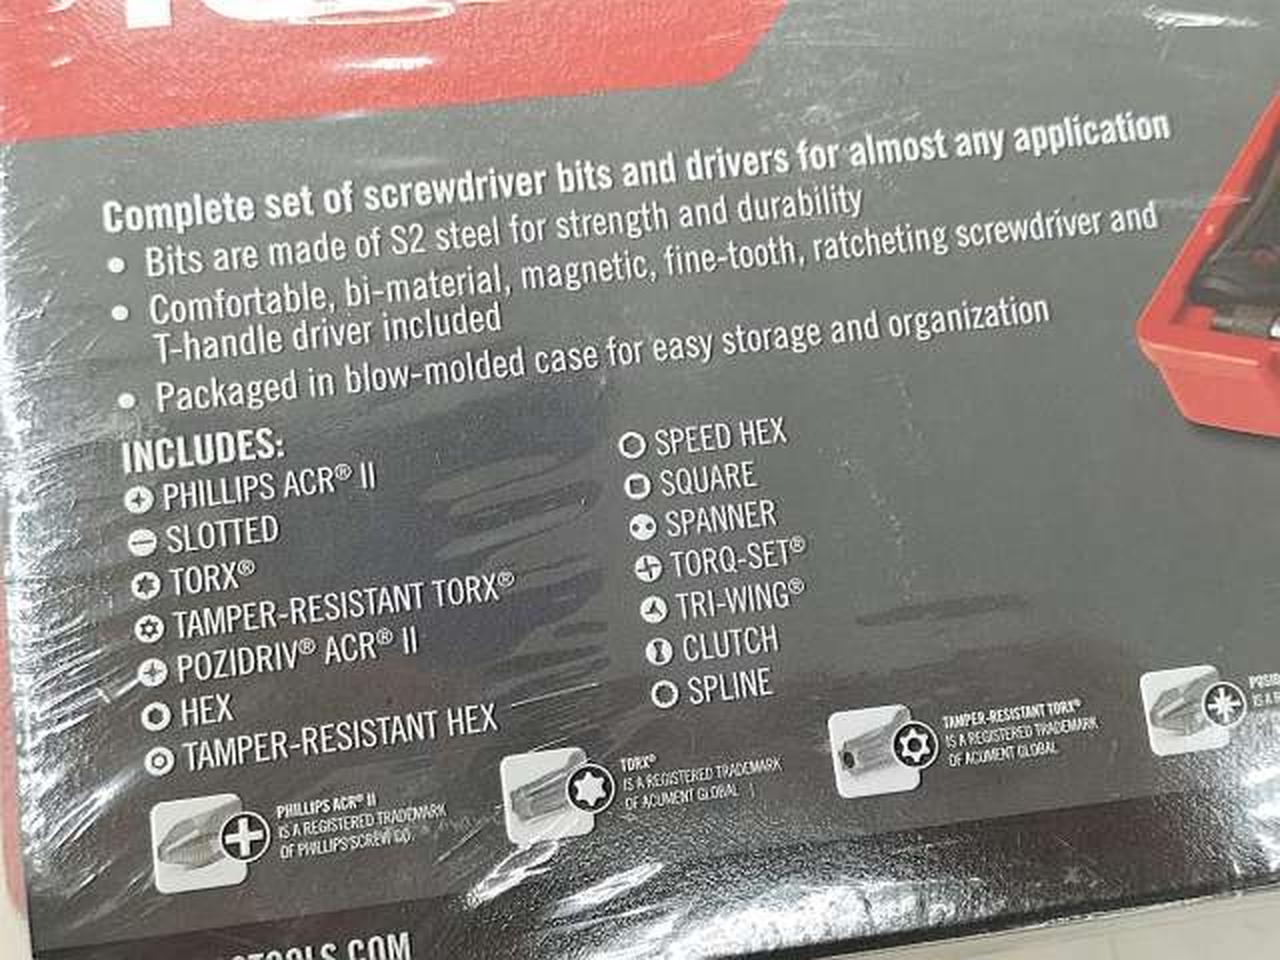 Complete set of screwdriver bits and drivers for almost any application
• Bits are made of S2 steel for strength and durability
• Comfortable, bi-material, magnetic, fine-tooth, ratcheting screwdriver and
T-handle driver included
• Packaged in blow-molded case for easy storage and organization
INCLUDES:
PHILLIPS ACR® II
SLOTTED
TORX®
TAMPER-RESISTANT TORX®
POZIDRIV® ACR® II
HEX
TAMPER-RESISTANT HEX
SPEED HEX
SQUARE
SPANNER
TORQ-SET®
TRI-WING®
CLUTCH
SPLINE
PHILLIPS ACR® II
IS A REGISTERED TRADEMARK
OF PHILLIPS SCREW CO.
TORX®
IS A REGISTERED TRADEMARK
OF ACUMENT GLOBAL
TAMPER-RESISTANT TORX®
IS A REGISTERED TRADEMARK
OF ACUMENT GLOBAL